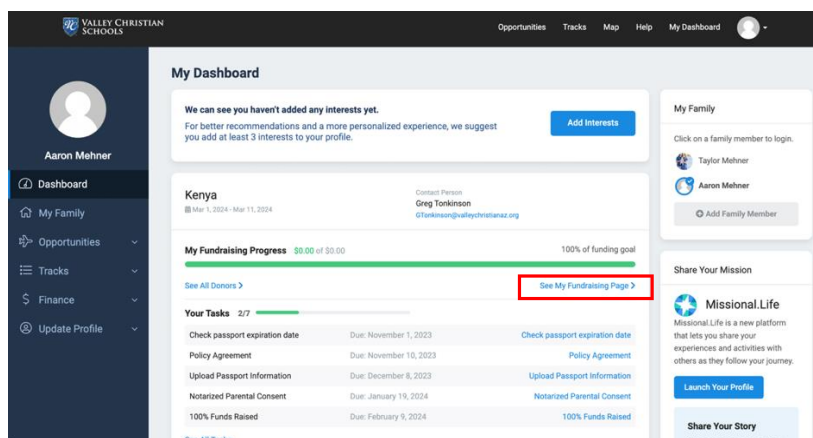 VALLEY CHRISTIAN
SCHOOLS
Opportunities Tracks Map Help My Dashboard
Aaron Mehner
Dashboard
My Family
Opportunities
Tracks
Finance
Update Profile
My Dashboard
We can see you haven't added any interests yet.
For better recommendations and a more personalized experience, we suggest
you add at least 3 interests to your profile.
Add Interests
Kenya
Mar 1, 2024 - Mar 11, 2024
Contact Person
Greg Tonkinson
GTonkinson@valleychristianaz.org
My Fundraising Progress $0.00 of $0.00 100% of funding goal
See All Donors See My Fundraising Page
Your Tasks 2/7
Check passport expiration date Due: November 1, 2023 Check passport expiration date
Policy Agreement Due: November 10, 2023 Policy Agreement
Upload Passport Information Due: December 8, 2023 Upload Passport Information
Notarized Parental Consent Due: January 19, 2024 Notarized Parental Consent
100% Funds Raised Due: February 9, 2024 100% Funds Raised
My Family
Click on a family member to login.
Taylor Mehner
Aaron Mehner
Add Family Member
Share Your Mission
Missional.Life
Missional.Life is a new platform
that lets you share your
experiences and activities with
others as they follow your journey.
Launch Your Profile
Share Your Story